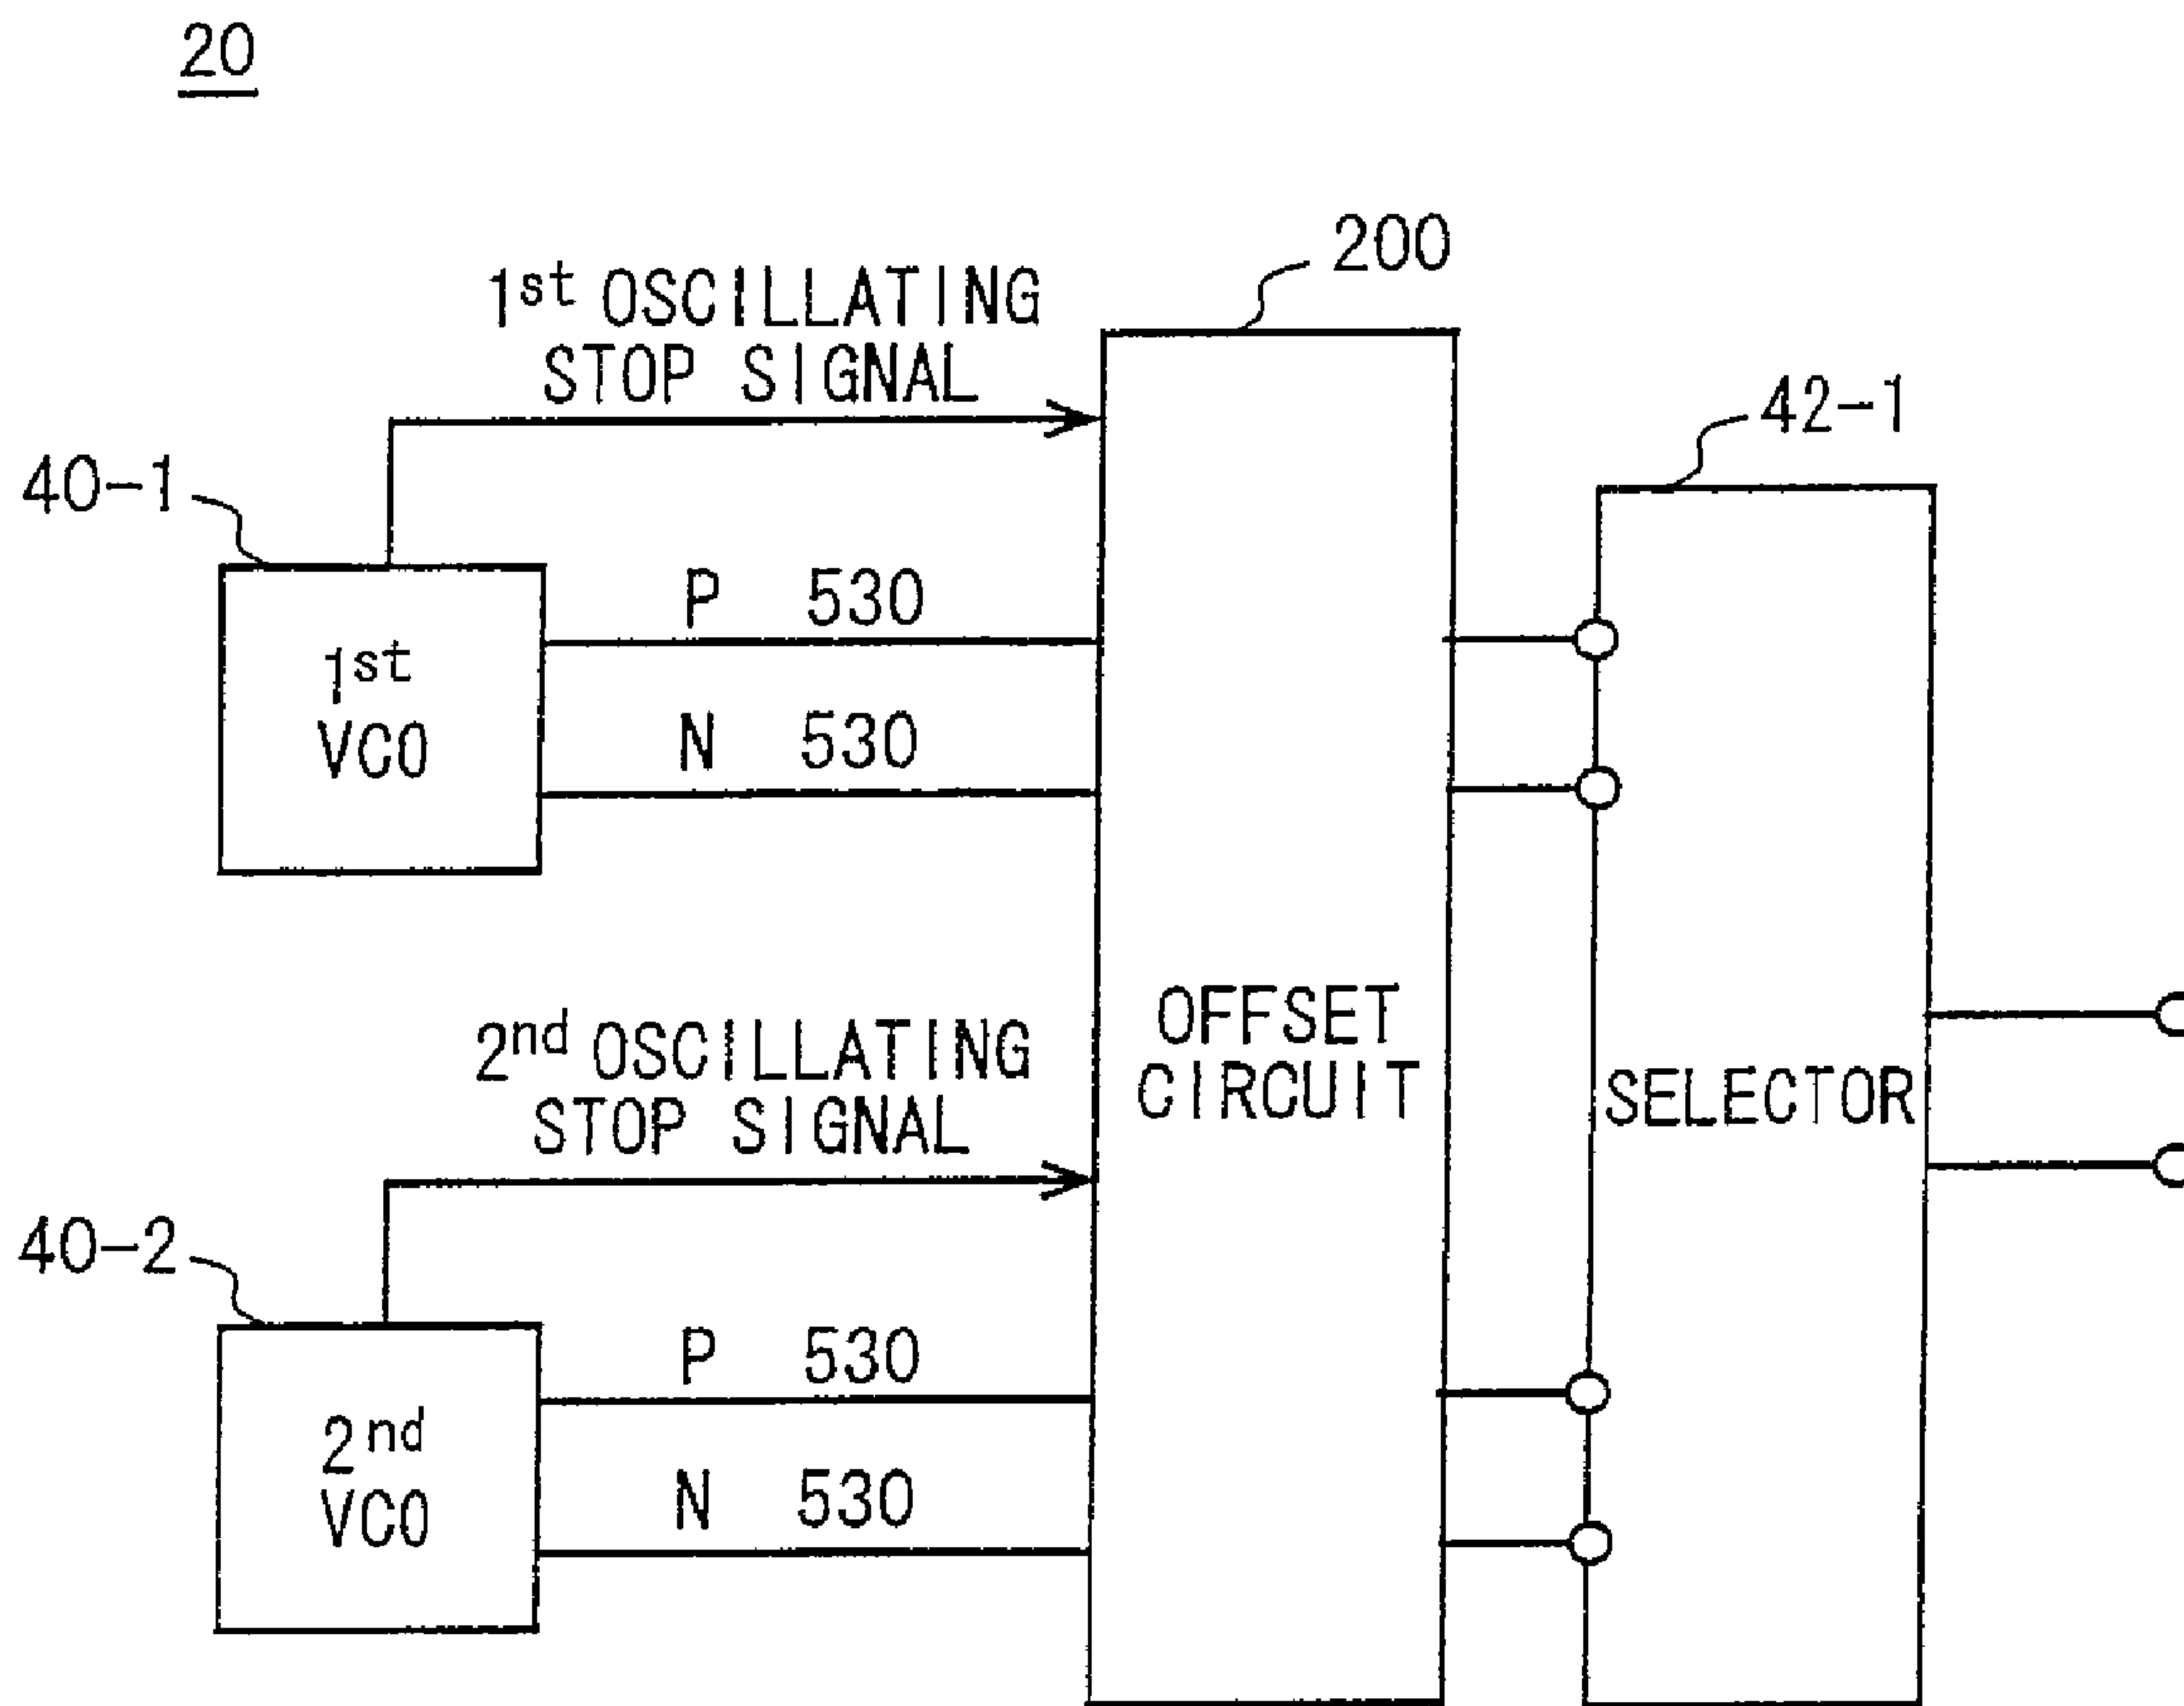 20
200
1st OSCILLATING
STOP SIGNAL
42-1
40-1
P 530
1st
VCO
N 530
OFFSET
CIRCUIT
2nd OSCILLATING
STOP SIGNAL
SELECTOR
40-2
P 530
2nd
VCO
N 530